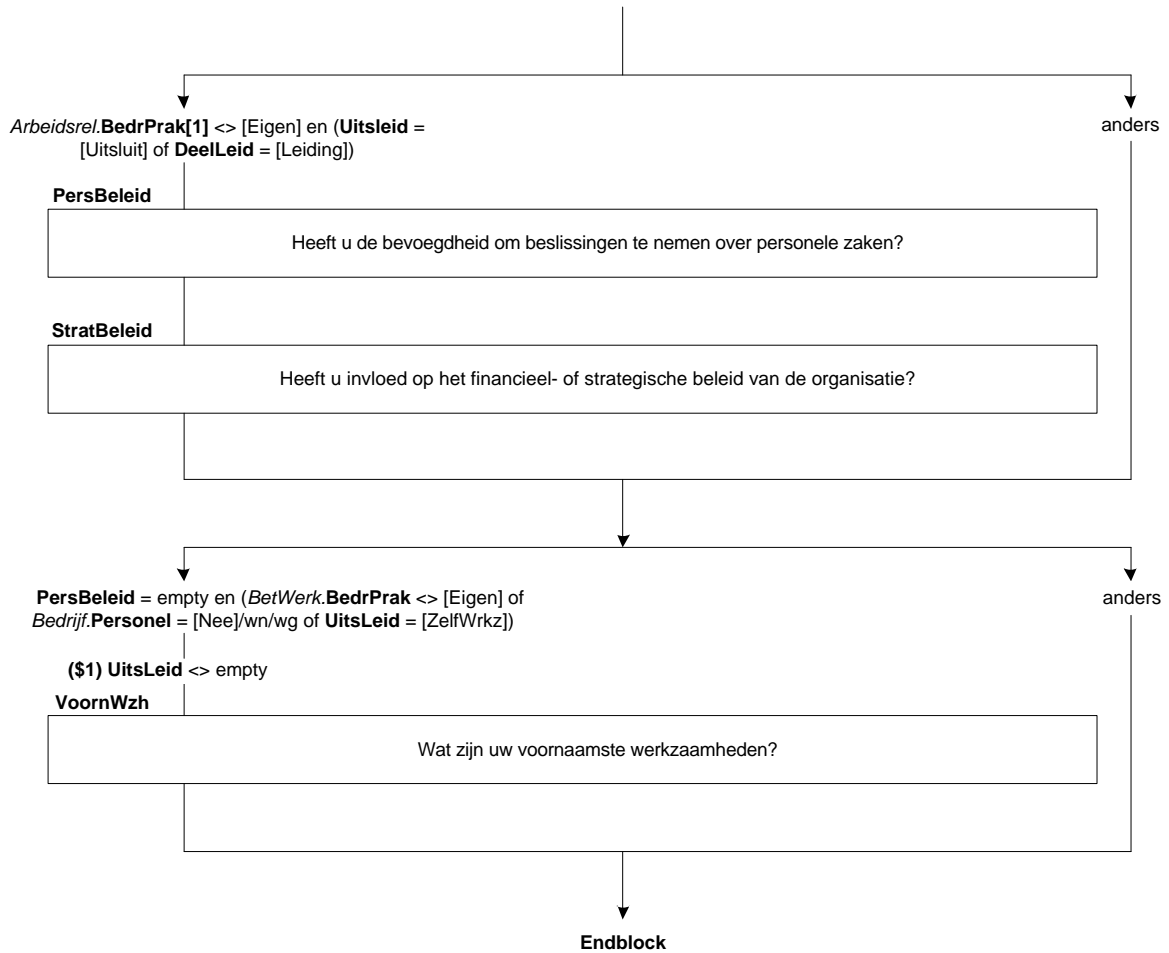 Arbeidsrel.BedrPrak[1] <> [Eigen] en (Uitsleid =
[Uitsluit] of DeelLeid = [Leiding])
anders
PersBeleid
Heeft u de bevoegdheid om beslissingen te nemen over personele zaken?
StratBeleid
Heeft u invloed op het financieel- of strategische beleid van de organisatie?
PersBeleid = empty en (BetWerk.BedrPrak <> [Eigen] of
Bedrijf.Personel = [Nee]/wn/wg of UitsLeid = [ZelfWrkz])
anders
($1) UitsLeid <> empty
VoornWzh
Wat zijn uw voornaamste werkzaamheden?
Endblock